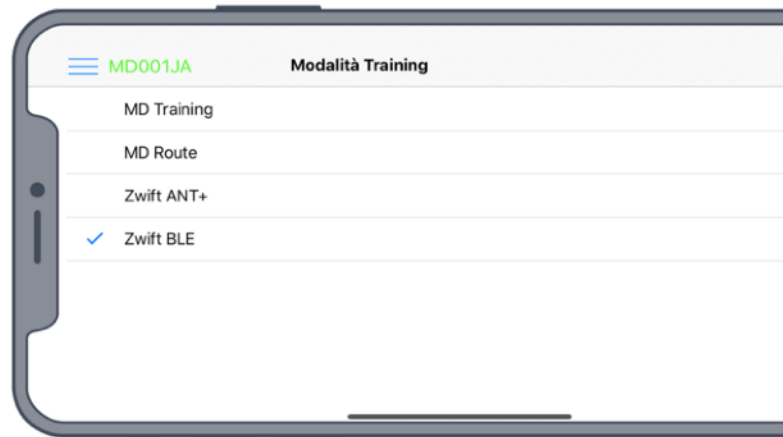 MD001JA
Modalità Training
MD Training
MD Route
Zwift ANT+
Zwift BLE